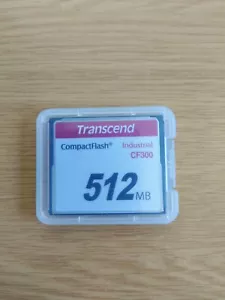 Transcend
CompactFlash® Industrial
CF300
512MB